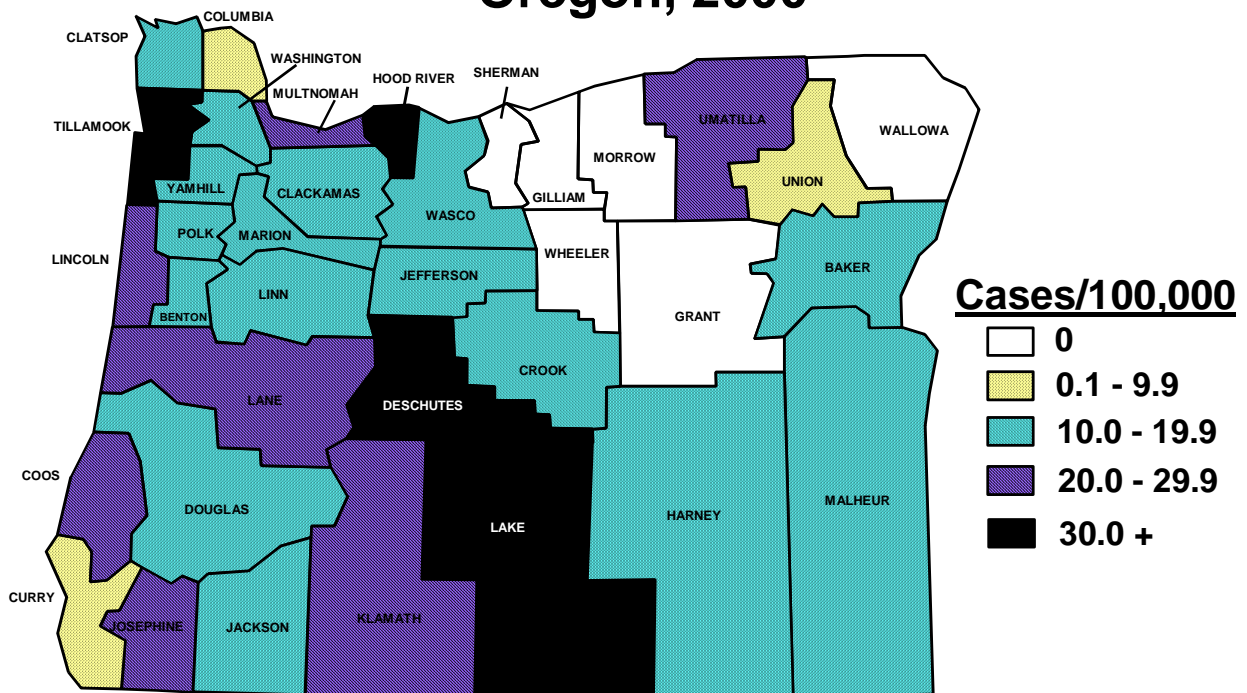 Oregon,
COLUMBIA
CLATSOP
WASHINGTON
HOOD RIVER
SHERMAN
MULTNOMAH
TILLAMOOK
UMATILLA
WALLOWA
MORROW
UNION
YAMHILL
CLACKAMAS
GILLIAM
WASCO
POLK
MARION
WHEELER
LINCOLN
JEFFERSON
BAKER
LINN
BENTON
GRANT
CROOK
LANE
DESCHUTES
COOS
DOUGLAS
LAKE
HARNEY
MALHEUR
CURRY
JOSEPHINE
JACKSON
KLAMATH
Cases/100,000
0
0.1 - 9.9
10.0 - 19.9
20.0 - 29.9
30.0 +